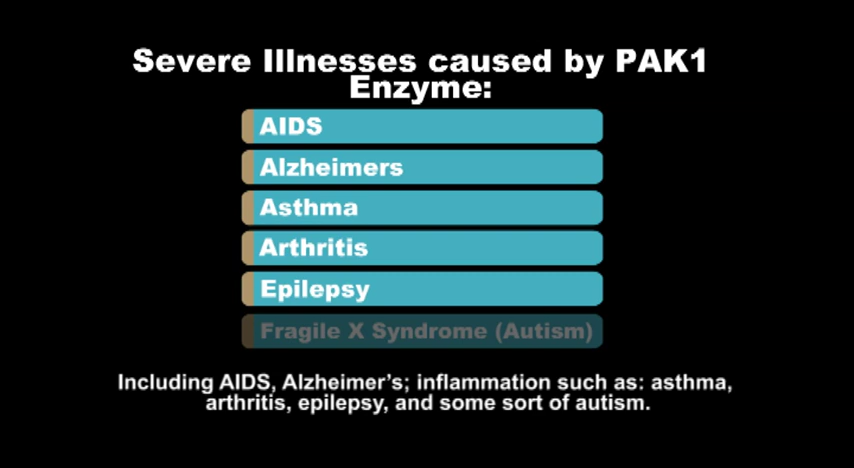 Severe Illnesses caused by PAK1
Enzyme:
AIDS
Alzheimers
Asthma
Arthritis
Epilepsy
Fragile X Syndrome (Autism)
Including AIDS, Alzheimer's; inflammation such as: asthma,
arthritis, epilepsy, and some sort of autism.